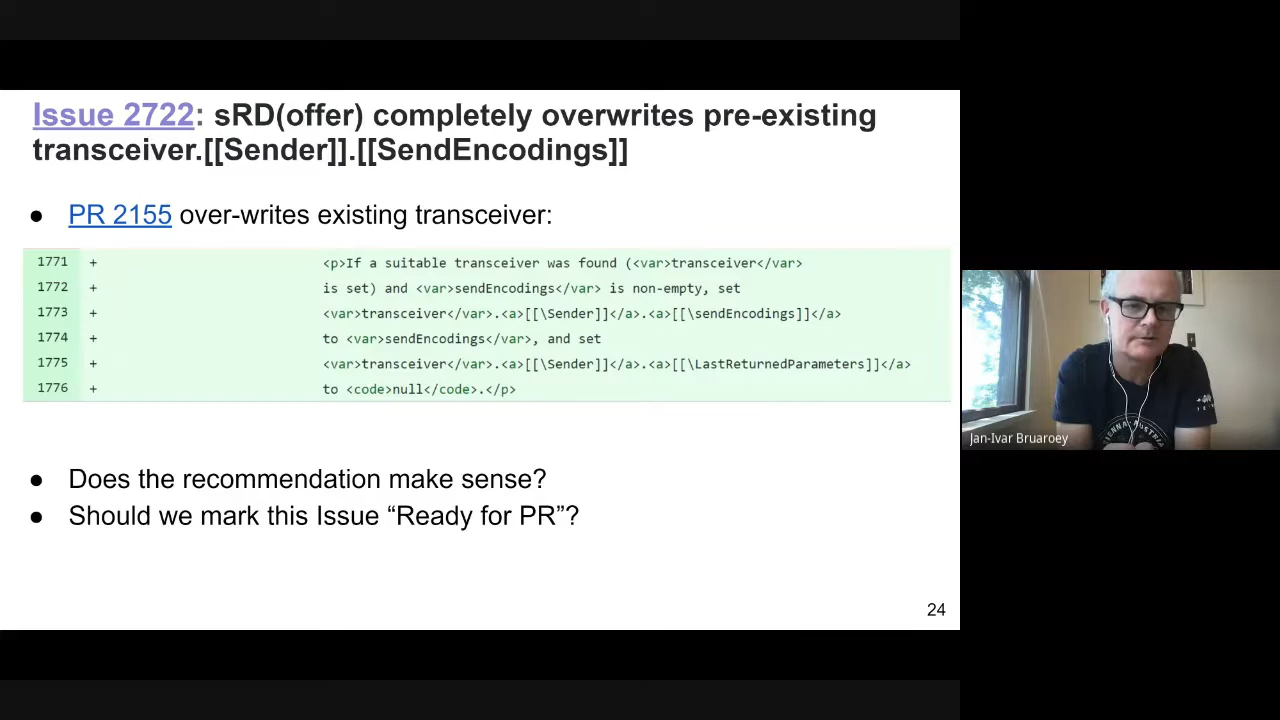 Issue 2722: sRD(offer) completely overwrites pre-existing
transceiver.[[Sender]].[[SendEncodings]]
● PR 2155 over-writes existing transceiver:
1771 + <p>If a suitable transceiver was found (<var>transceiver</var>
1772 + is set) and <var>sendEncodings</var> is non-empty, set
1773 + <var>transceiver</var>.<a>[[\Sender]]</a>.<a>[[\sendEncodings]]</a>
1774 + to <var>sendEncodings</var>, and set
1775 + <var>transceiver</var>.<a>[[\Sender]]</a>.<a>[[\LastReturnedParameters]]</a>
1776 + to <code>null</code>.</p>
● Does the recommendation make sense?
● Should we mark this Issue “Ready for PR”?
24
Jan-Ivar Bruaroey